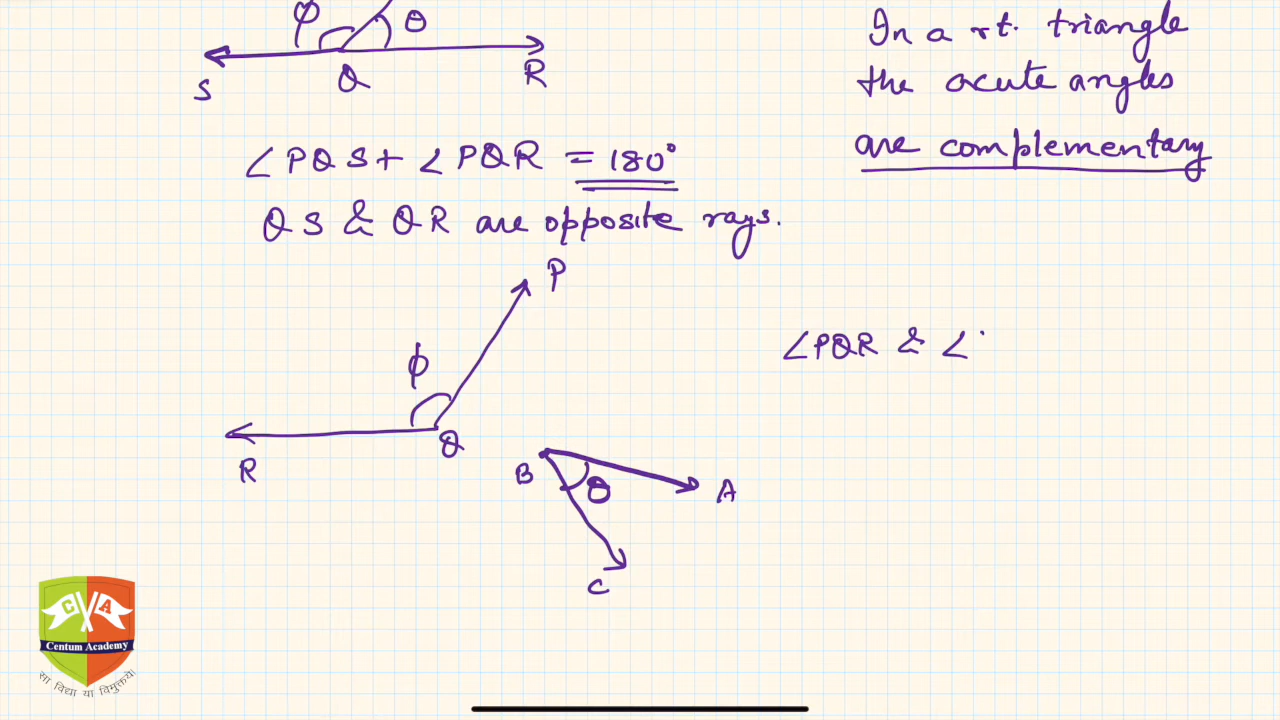 φ θ
S Q R
In a rt. triangle
the acute angles
are complementary
∠PQS + ∠PQR = 180°
QS & QR are opposite rays.
P
∠PQR & ∠
φ
R Q
B θ A
C
C A
Centum Academy
सा विद्या या विमुक्तये